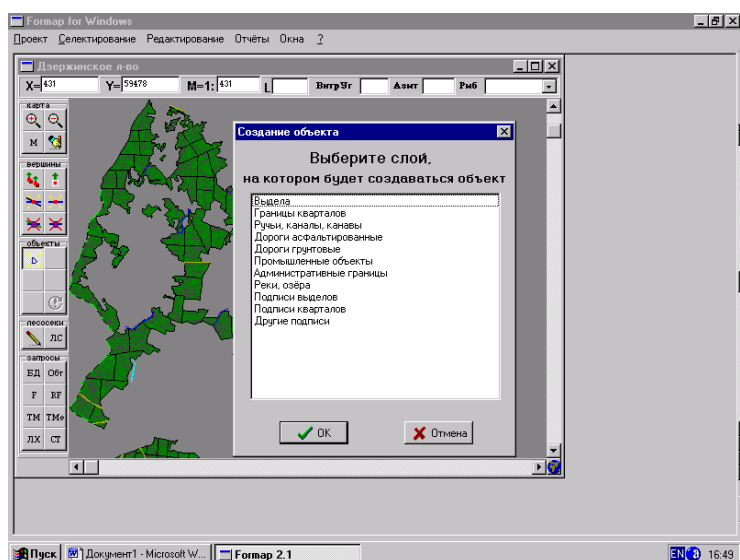 Formap for Windows
Проект Селектирование Редактирование Отчёты Окна ?
Дзержинское л-во
X= 431 Y= 59478 М=1: 431 L ВнтрУг Азмт Рмб
карта
М
вершины
объекты
лесосеки
ЛС
запросы
БД Обт
F RF
ТМ ТМо
ЛХ СТ
Создание объекта
Выберите слой,
на котором будет создаваться объект
Выдела
Границы кварталов
Ручьи, каналы, канавы
Дороги асфальтированные
Дороги грунтовые
Промышленные объекты
Административные границы
Реки, озёра
Подписи выделов
Подписи кварталов
Другие подписи
OK Отмена
Пуск Документ1 - Microsoft W... Formap 2.1 EN 16:49